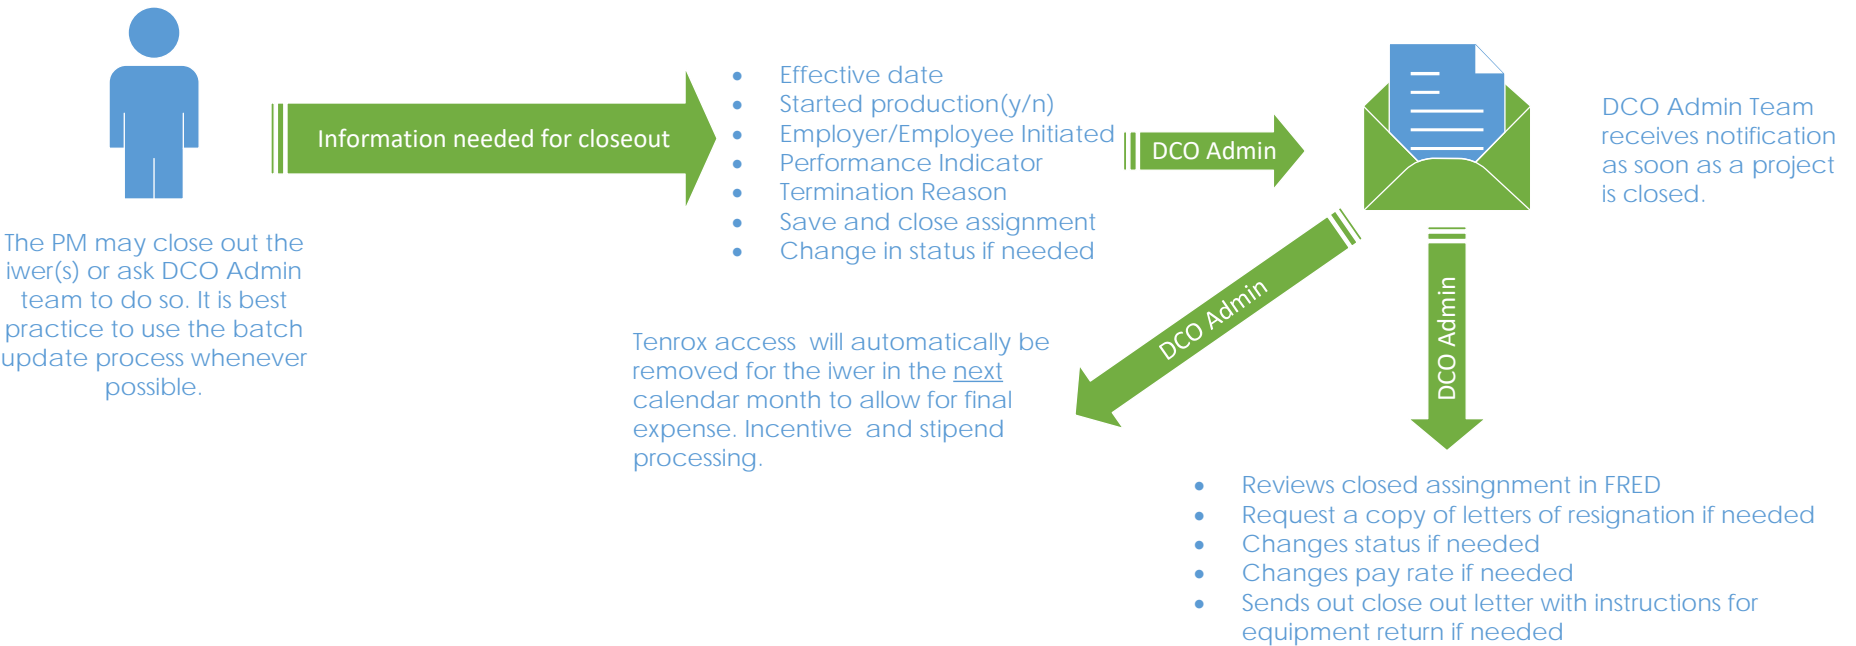 The PM may close out the
iwer(s) or ask DCO Admin
team to do so. It is best
practice to use the batch
update process whenever
possible.
Information needed for closeout
• Effective date
• Started production(y/n)
• Employer/Employee Initiated
• Performance Indicator
• Termination Reason
• Save and close assignment
• Change in status if needed
DCO Admin
DCO Admin Team
receives notification
as soon as a project
is closed.
DCO Admin
Tenrox access will automatically be
removed for the iwer in the next
calendar month to allow for final
expense. Incentive and stipend
processing.
DCO Admin
• Reviews closed assingnment in FRED
• Request a copy of letters of resignation if needed
• Changes status if needed
• Changes pay rate if needed
• Sends out close out letter with instructions for
equipment return if needed